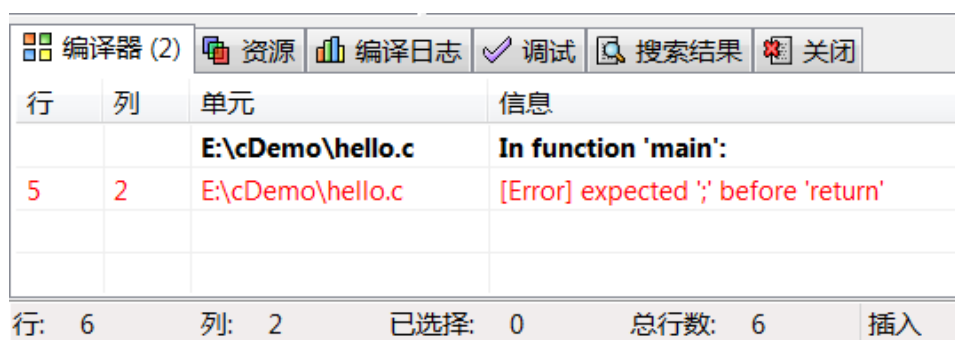 编译器 (2) 资源 编译日志 调试 搜索结果 关闭
行 列 单元 信息
E:\cDemo\hello.c In function 'main':
5 2 E:\cDemo\hello.c [Error] expected ';' before 'return'
行: 6 列: 2 已选择: 0 总行数: 6 插入